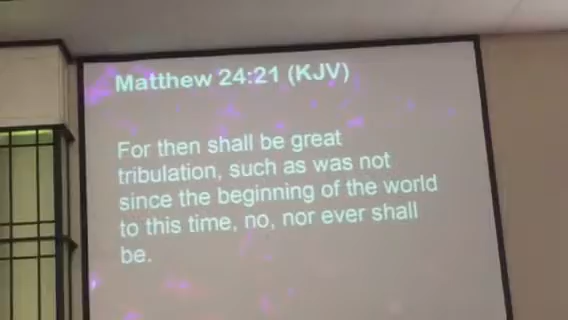 Matthew 24:21 (KJV)
For then shall be great
tribulation, such as was not
since the beginning of the world
to this time, no, nor ever shall
be.